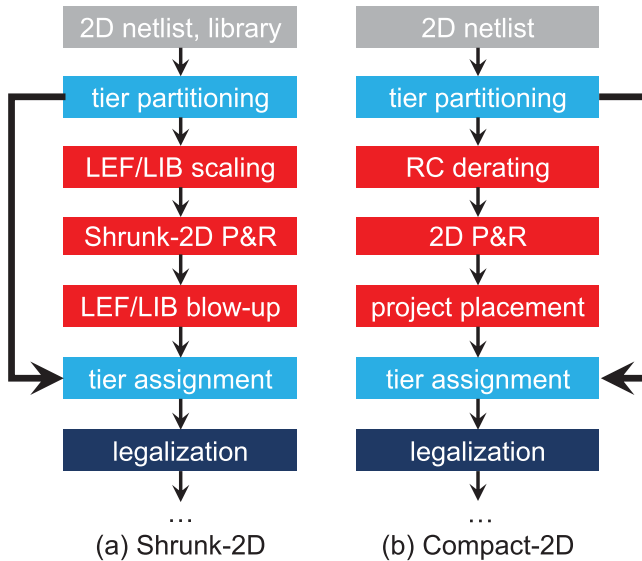 2D netlist, library
tier partitioning
LEF/LIB scaling
Shrunk-2D P&R
LEF/LIB blow-up
tier assignment
legalization
...
(a) Shrunk-2D
2D netlist
tier partitioning
RC derating
2D P&R
project placement
tier assignment
legalization
...
(b) Compact-2D